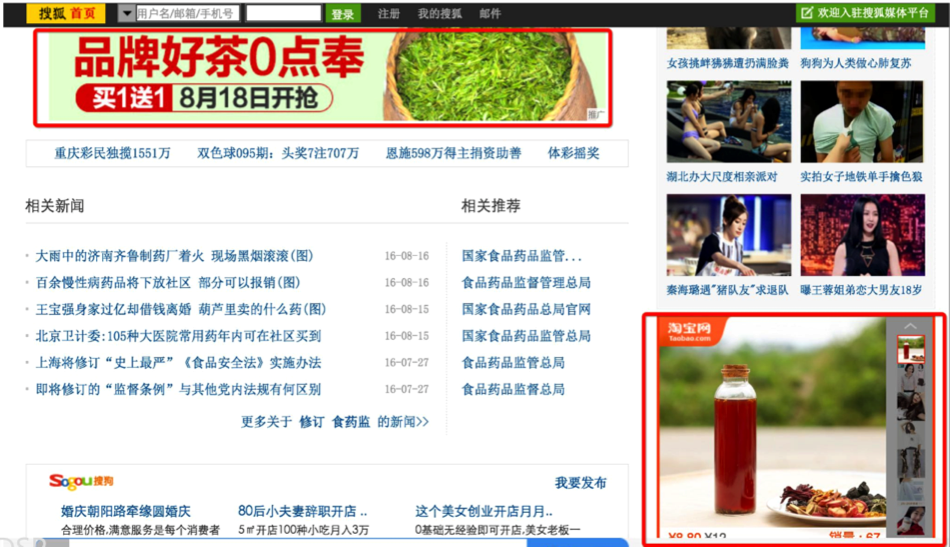 搜狐 首页 用户名/邮箱/手机号 登录 注册 我的搜狐 邮件 欢迎入驻搜狐媒体平台
品牌好茶0点奉
买1送1 8月18日开抢
推广
重庆彩民独揽1551万 双色球095期：头奖7注707万 恩施598万得主捐资助善 体彩摇奖
相关新闻
大雨中的济南齐鲁制药厂着火 现场黑烟滚滚(图) 16-08-16
百余慢性病药品将下放社区 部分可以报销(图) 16-08-16
王宝强身家过亿却借钱离婚 葫芦里卖的什么药(图) 16-08-15
北京卫计委:105种大医院常用药年内可在社区买到 16-08-15
上海将修订“史上最严”《食品安全法》实施办法 16-07-27
即将修订的“监督条例”与其他党内法规有何区别 16-07-27
更多关于 修订 食药监 的新闻>>
相关推荐
国家食品药品监管...
食品药品监督管理总局
国家食品药品总局官网
国家食品药品监管总局
食品药品监管总局
食品药品监督总局
Sogou搜狗 我要发布
婚庆朝阳路牵缘圆婚庆
合理价格,满意服务是每个消费者
80后小夫妻辞职开店 ..
5㎡开店100种小吃月入3万
这个美女创业开店月月..
0基础无经验即可开店,美女老板一
女孩挑衅狒狒遭扔满脸粪 狗狗为人类做心肺复苏
湖北办大尺度相亲派对 实拍女子地铁单手擒色狼
秦海璐遇"猪队友"求退队 曝王蓉姐弟恋大男友18岁
淘宝网
Taobao.com
¥8.80 ¥12 销量：67